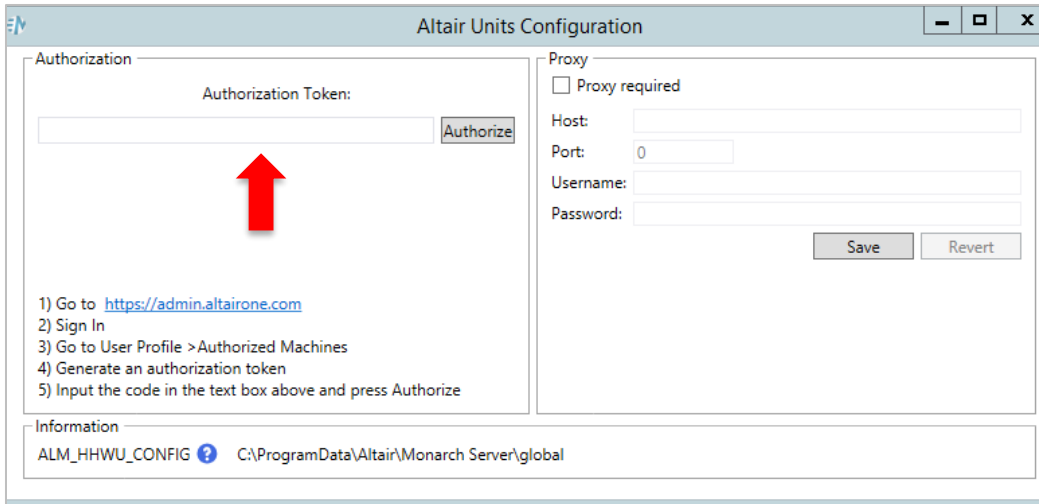 Altair Units Configuration
Authorization
Authorization Token:
Authorize
1) Go to https://admin.altairone.com
2) Sign In
3) Go to User Profile >Authorized Machines
4) Generate an authorization token
5) Input the code in the text box above and press Authorize
Proxy
Proxy required
Host:
Port: 0
Username:
Password:
Save Revert
Information
ALM_HHWU_CONFIG ? C:\ProgramData\Altair\Monarch Server\global